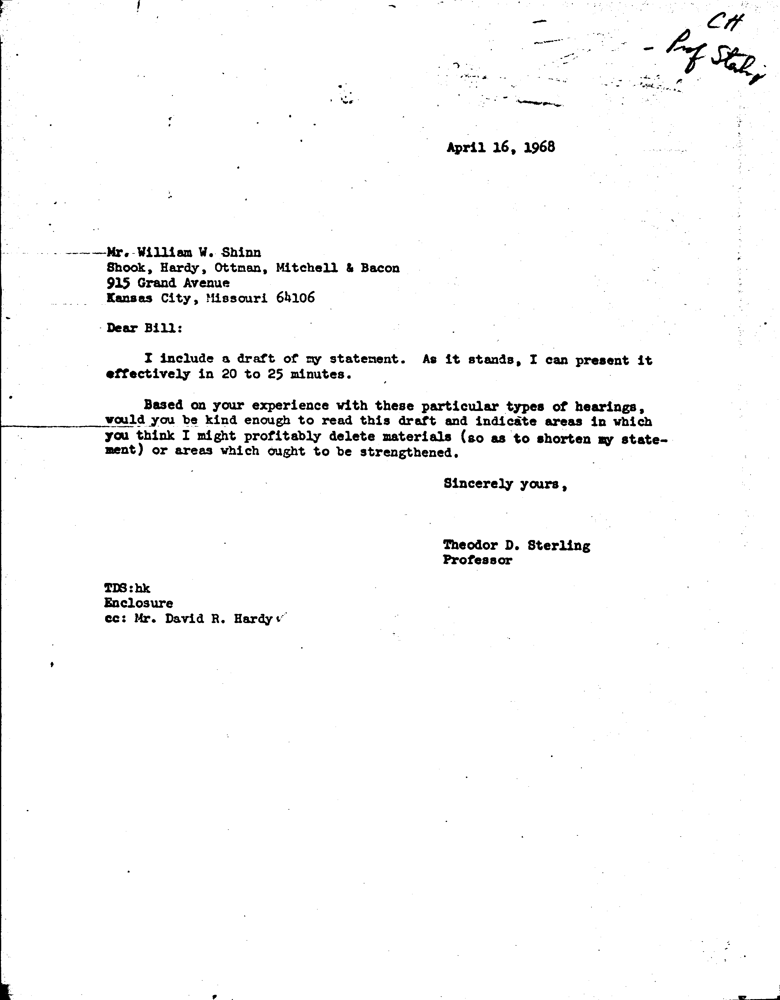 CH
- Prof Sterling
April 16, 1968
Mr. William W. Shinn
Shook, Hardy, Ottman, Mitchell & Bacon
915 Grand Avenue
Kansas City, Missouri 64106
Dear Bill:
I include a draft of my statement. As it stands, I can present it
effectively in 20 to 25 minutes.
Based on your experience with these particular types of hearings,
would you be kind enough to read this draft and indicate areas in which
you think I might profitably delete materials (so as to shorten my state-
ment) or areas which ought to be strengthened.
Sincerely yours,
Theodor D. Sterling
Professor
TDS:hk
Enclosure
cc: Mr. David R. Hardy ✓